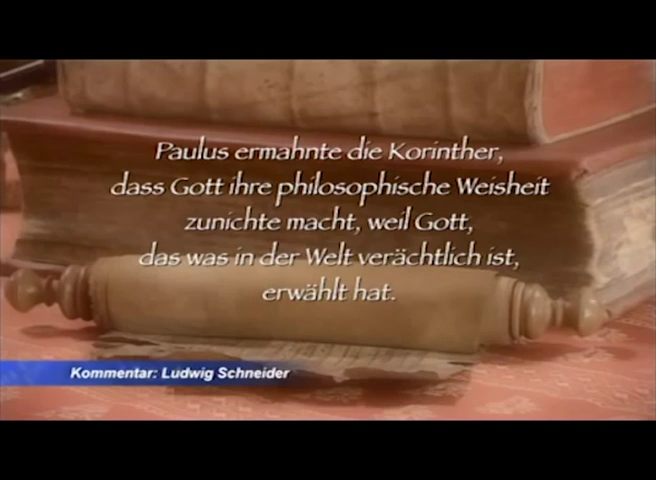 Paulus ermahnte die Korinther,
dass Gott ihre philosophische Weisheit
zunichte macht, weil Gott,
das was in der Welt verächtlich ist,
erwählt hat.
Kommentar: Ludwig Schneider